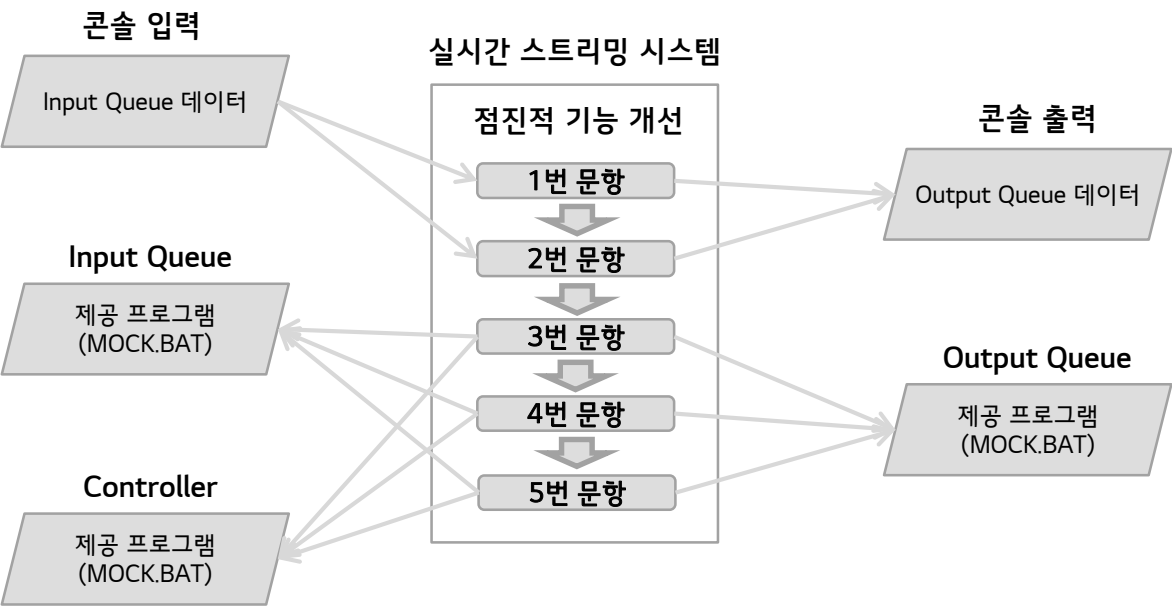 콘솔 입력
Input Queue 데이터
실시간 스트리밍 시스템
점진적 기능 개선
1번 문항
2번 문항
3번 문항
4번 문항
5번 문항
Input Queue
제공 프로그램
(MOCK.BAT)
Controller
제공 프로그램
(MOCK.BAT)
콘솔 출력
Output Queue 데이터
Output Queue
제공 프로그램
(MOCK.BAT)